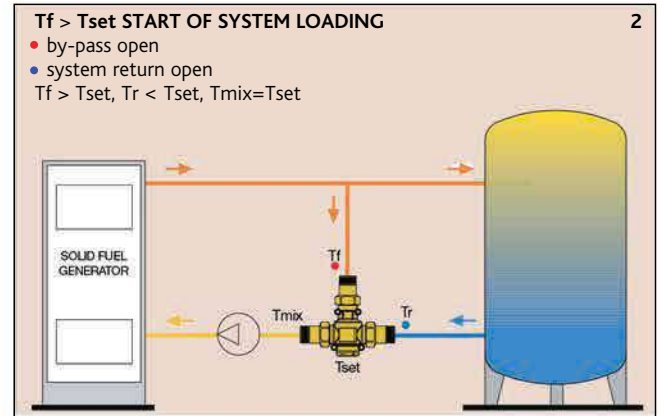 Tf > Tset START OF SYSTEM LOADING 2
• by-pass open
• system return open
Tf > Tset, Tr < Tset, Tmix=Tset
SOLID FUEL
GENERATOR
Tf
Tmix
Tr
Tset